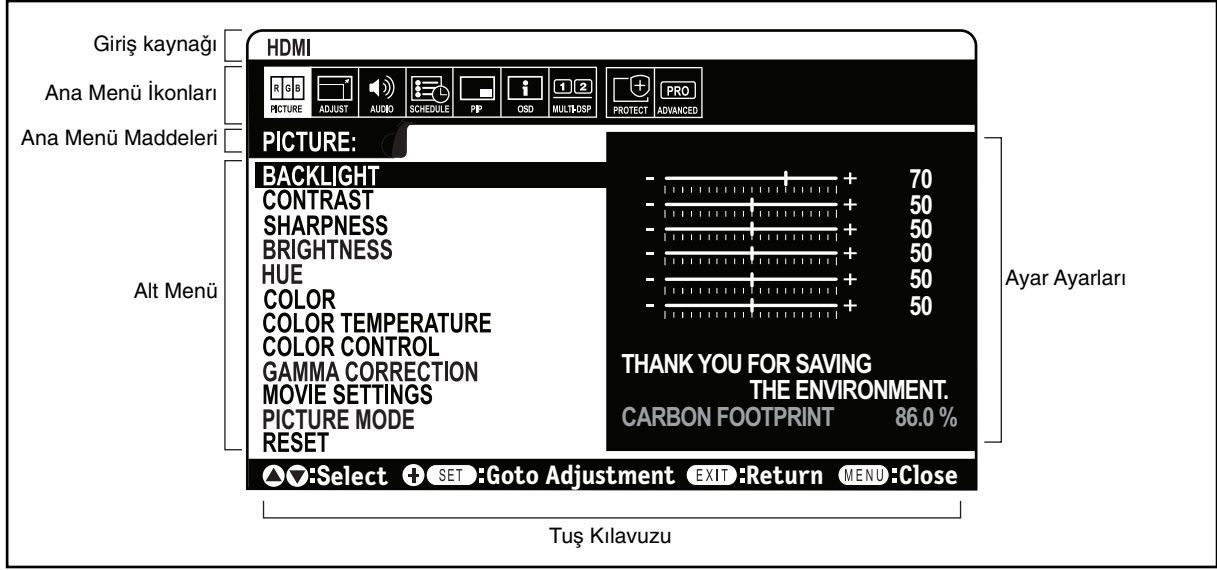 Giriş kaynağı
HDMI
Ana Menü İkonları
RGB
PICTURE
ADJUST
AUDIO
SCHEDULE
PIP
i
OSD
1 2
MULTI-DSP
PROTECT
PRO
ADVANCED
Ana Menü Maddeleri
PICTURE:
Alt Menü
BACKLIGHT - + 70
CONTRAST - + 50
SHARPNESS - + 50
BRIGHTNESS - + 50
HUE - + 50
COLOR - + 50
COLOR TEMPERATURE
COLOR CONTROL
GAMMA CORRECTION
MOVIE SETTINGS
PICTURE MODE
RESET
THANK YOU FOR SAVING
THE ENVIRONMENT.
CARBON FOOTPRINT 86.0 %
Ayar Ayarları
:Select + SET :Goto Adjustment EXIT :Return MENU :Close
Tuş Kılavuzu